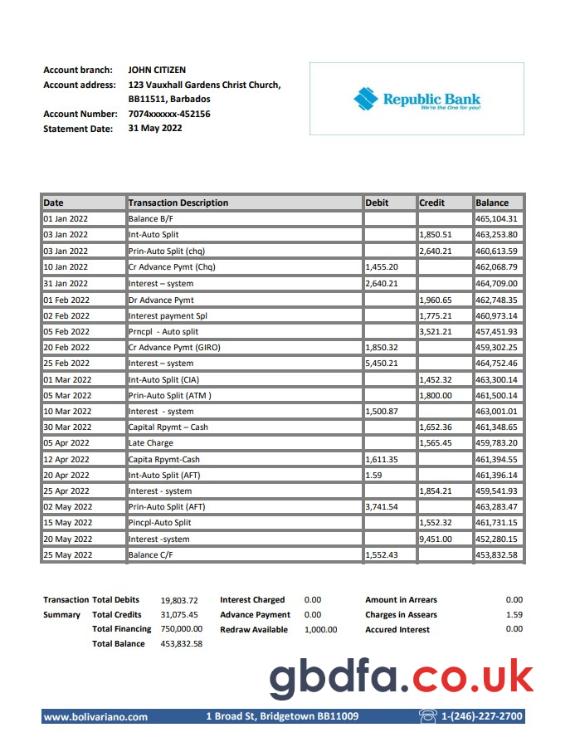 Account branch: JOHN CITIZEN
Account address: 123 Vauxhall Gardens Christ Church,
BB11511, Barbados
Account Number: 7074xxxxxx-452156
Statement Date: 31 May 2022
Republic Bank
We're the One for you!
Date Transaction Description Debit Credit Balance
01 Jan 2022 Balance B/F 465,104.31
03 Jan 2022 Int-Auto Split 1,850.51 463,253.80
03 Jan 2022 Prin-Auto Split (chq) 2,640.21 460,613.59
10 Jan 2022 Cr Advance Pymt (Chq) 1,455.20 462,068.79
31 Jan 2022 Interest – system 2,640.21 464,709.00
01 Feb 2022 Dr Advance Pymt 1,960.65 462,748.35
02 Feb 2022 Interest payment Spl 1,775.21 460,973.14
05 Feb 2022 Prncpl - Auto split 3,521.21 457,451.93
20 Feb 2022 Cr Advance Pymt (GIRO) 1,850.32 459,302.25
25 Feb 2022 Interest – system 5,450.21 464,752.46
01 Mar 2022 Int-Auto Split (CIA) 1,452.32 463,300.14
05 Mar 2022 Prin-Auto Split (ATM ) 1,800.00 461,500.14
10 Mar 2022 Interest - system 1,500.87 463,001.01
30 Mar 2022 Capital Rpymt – Cash 1,652.36 461,348.65
05 Apr 2022 Late Charge 1,565.45 459,783.20
12 Apr 2022 Capita Rpymt-Cash 1,611.35 461,394.55
20 Apr 2022 Int-Auto Split (AFT) 1.59 461,396.14
25 Apr 2022 Interest - system 1,854.21 459,541.93
02 May 2022 Prin-Auto Split (AFT) 3,741.54 463,283.47
15 May 2022 Pincpl-Auto Split 1,552.32 461,731.15
20 May 2022 Interest -system 9,451.00 452,280.15
25 May 2022 Balance C/F 1,552.43 453,832.58
Transaction Total Debits 19,803.72 Interest Charged 0.00 Amount in Arrears 0.00
Summary Total Credits 31,075.45 Advance Payment 0.00 Charges in Assears 1.59
Total Financing 750,000.00 Redraw Available 1,000.00 Accured Interest 0.00
Total Balance 453,832.58
gbdfa.co.uk
www.bolivariano.com 1 Broad St, Bridgetown BB11009 1-(246)-227-2700